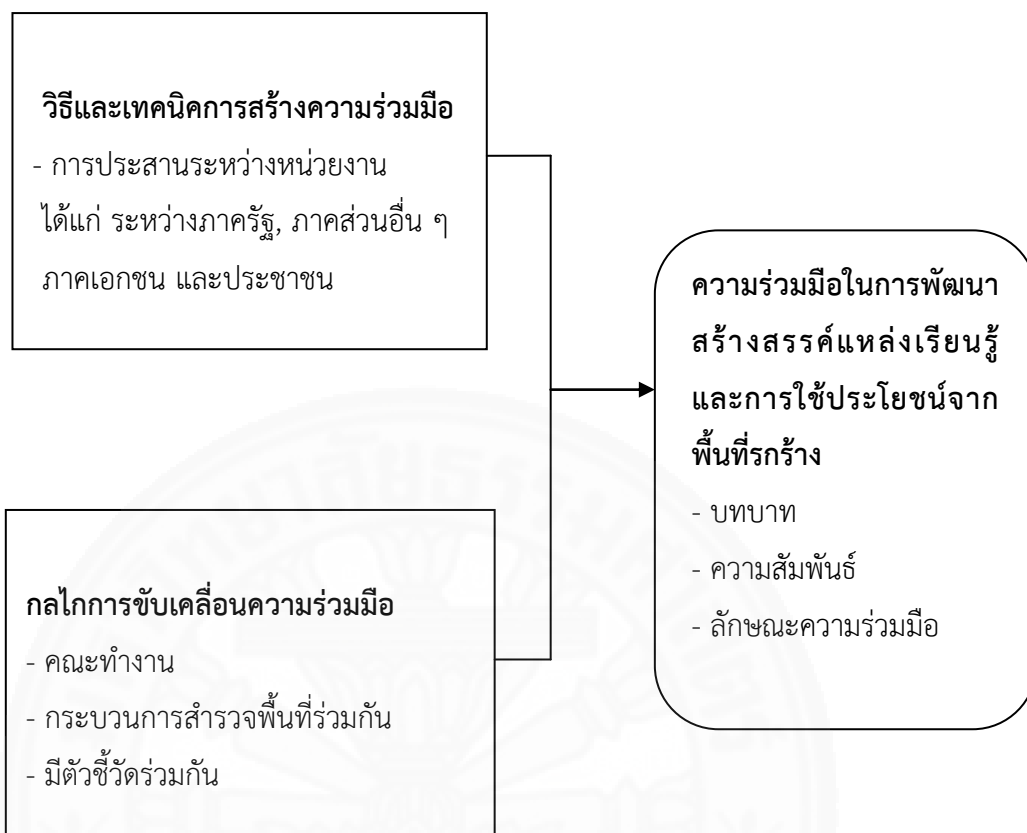 วิธีและเทคนิคการสร้างความร่วมมือ
- การประสานระหว่างหน่วยงาน
ได้แก่ ระหว่างภาครัฐ, ภาคส่วนอื่น ๆ
ภาคเอกชน และประชาชน
กลไกการขับเคลื่อนความร่วมมือ
- คณะทำงาน
- กระบวนการสำรวจพื้นที่ร่วมกัน
- มีตัวชี้วัดร่วมกัน
ความร่วมมือในการพัฒนา
สร้างสรรค์แหล่งเรียนรู้
และการใช้ประโยชน์จาก
พื้นที่รกร้าง
- บทบาท
- ความสัมพันธ์
- ลักษณะความร่วมมือ